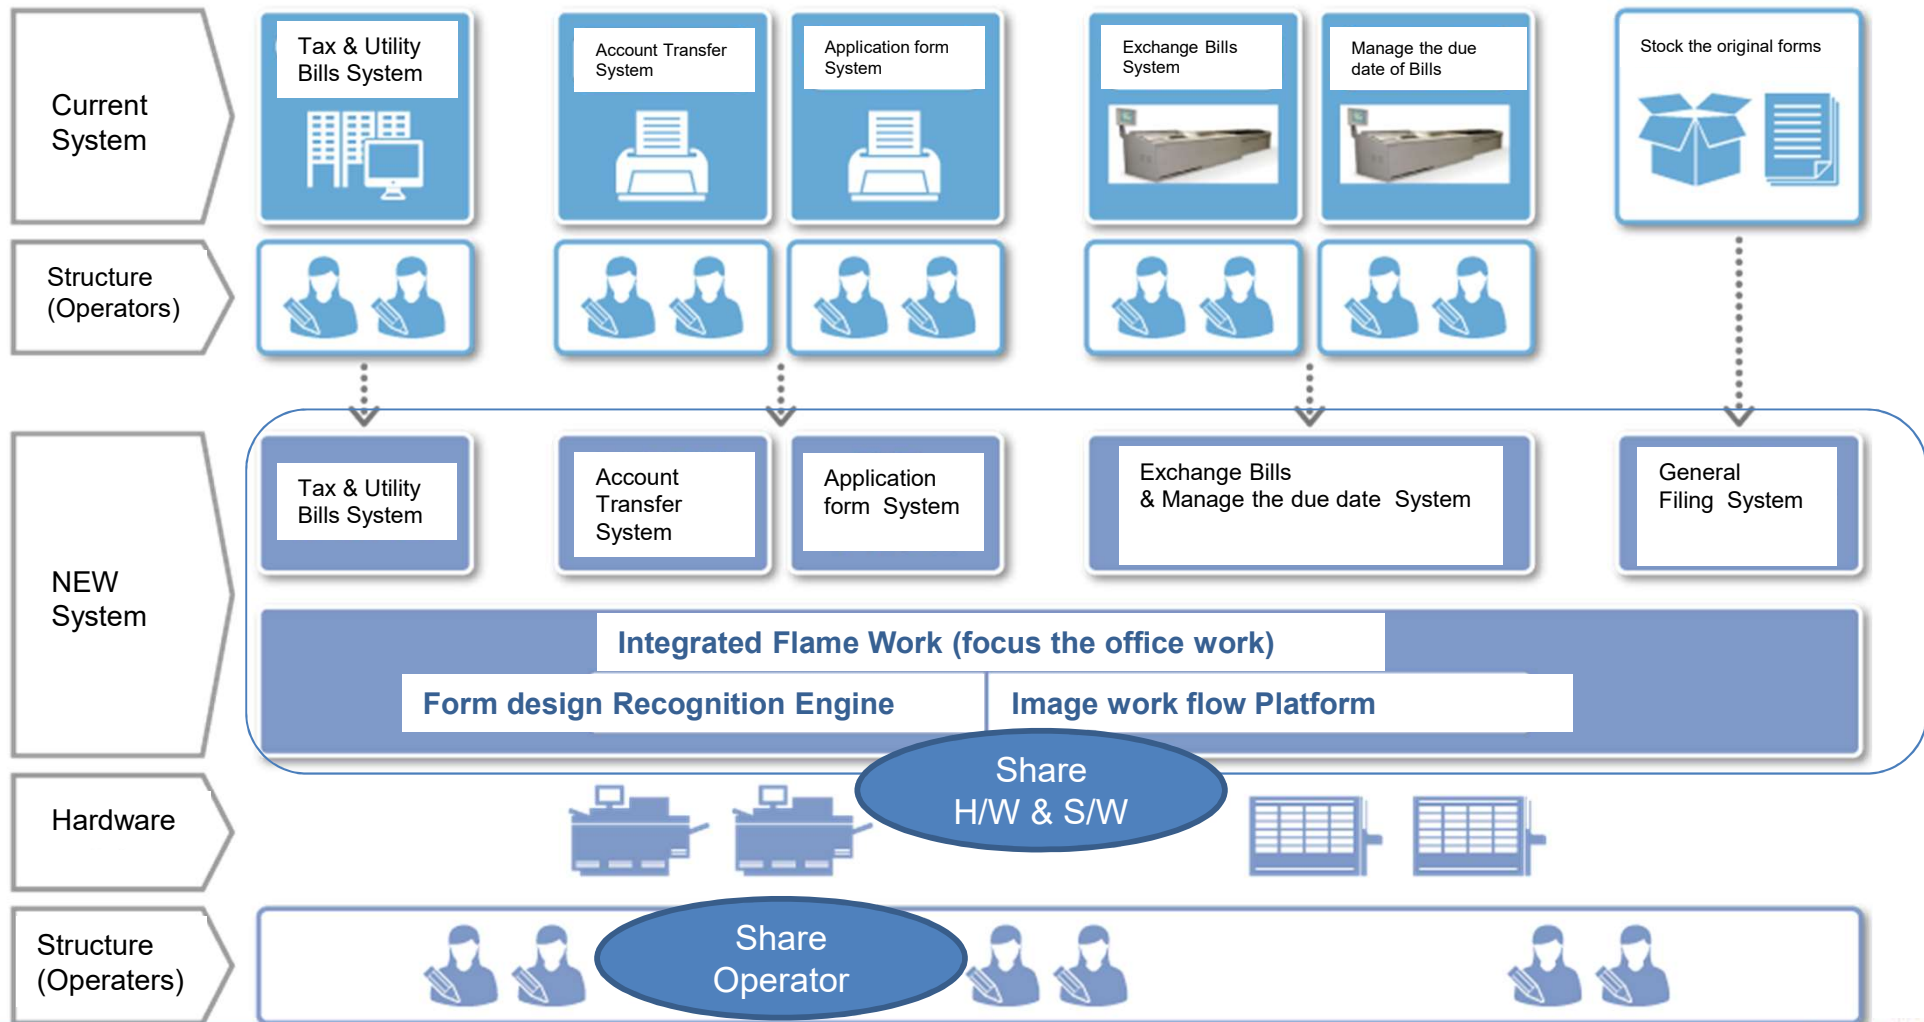 Current
System
Tax & Utility
Bills System
Account Transfer
System
Application form
System
Exchange Bills
System
Manage the due
date of Bills
Stock the original forms
Structure
(Operators)
NEW
System
Tax & Utility
Bills System
Account
Transfer
System
Application
form System
Exchange Bills
& Manage the due date System
General
Filing System
Integrated Flame Work (focus the office work)
Form design Recognition Engine
Image work flow Platform
Share
H/W & S/W
Hardware
Structure
(Operaters)
Share
Operator